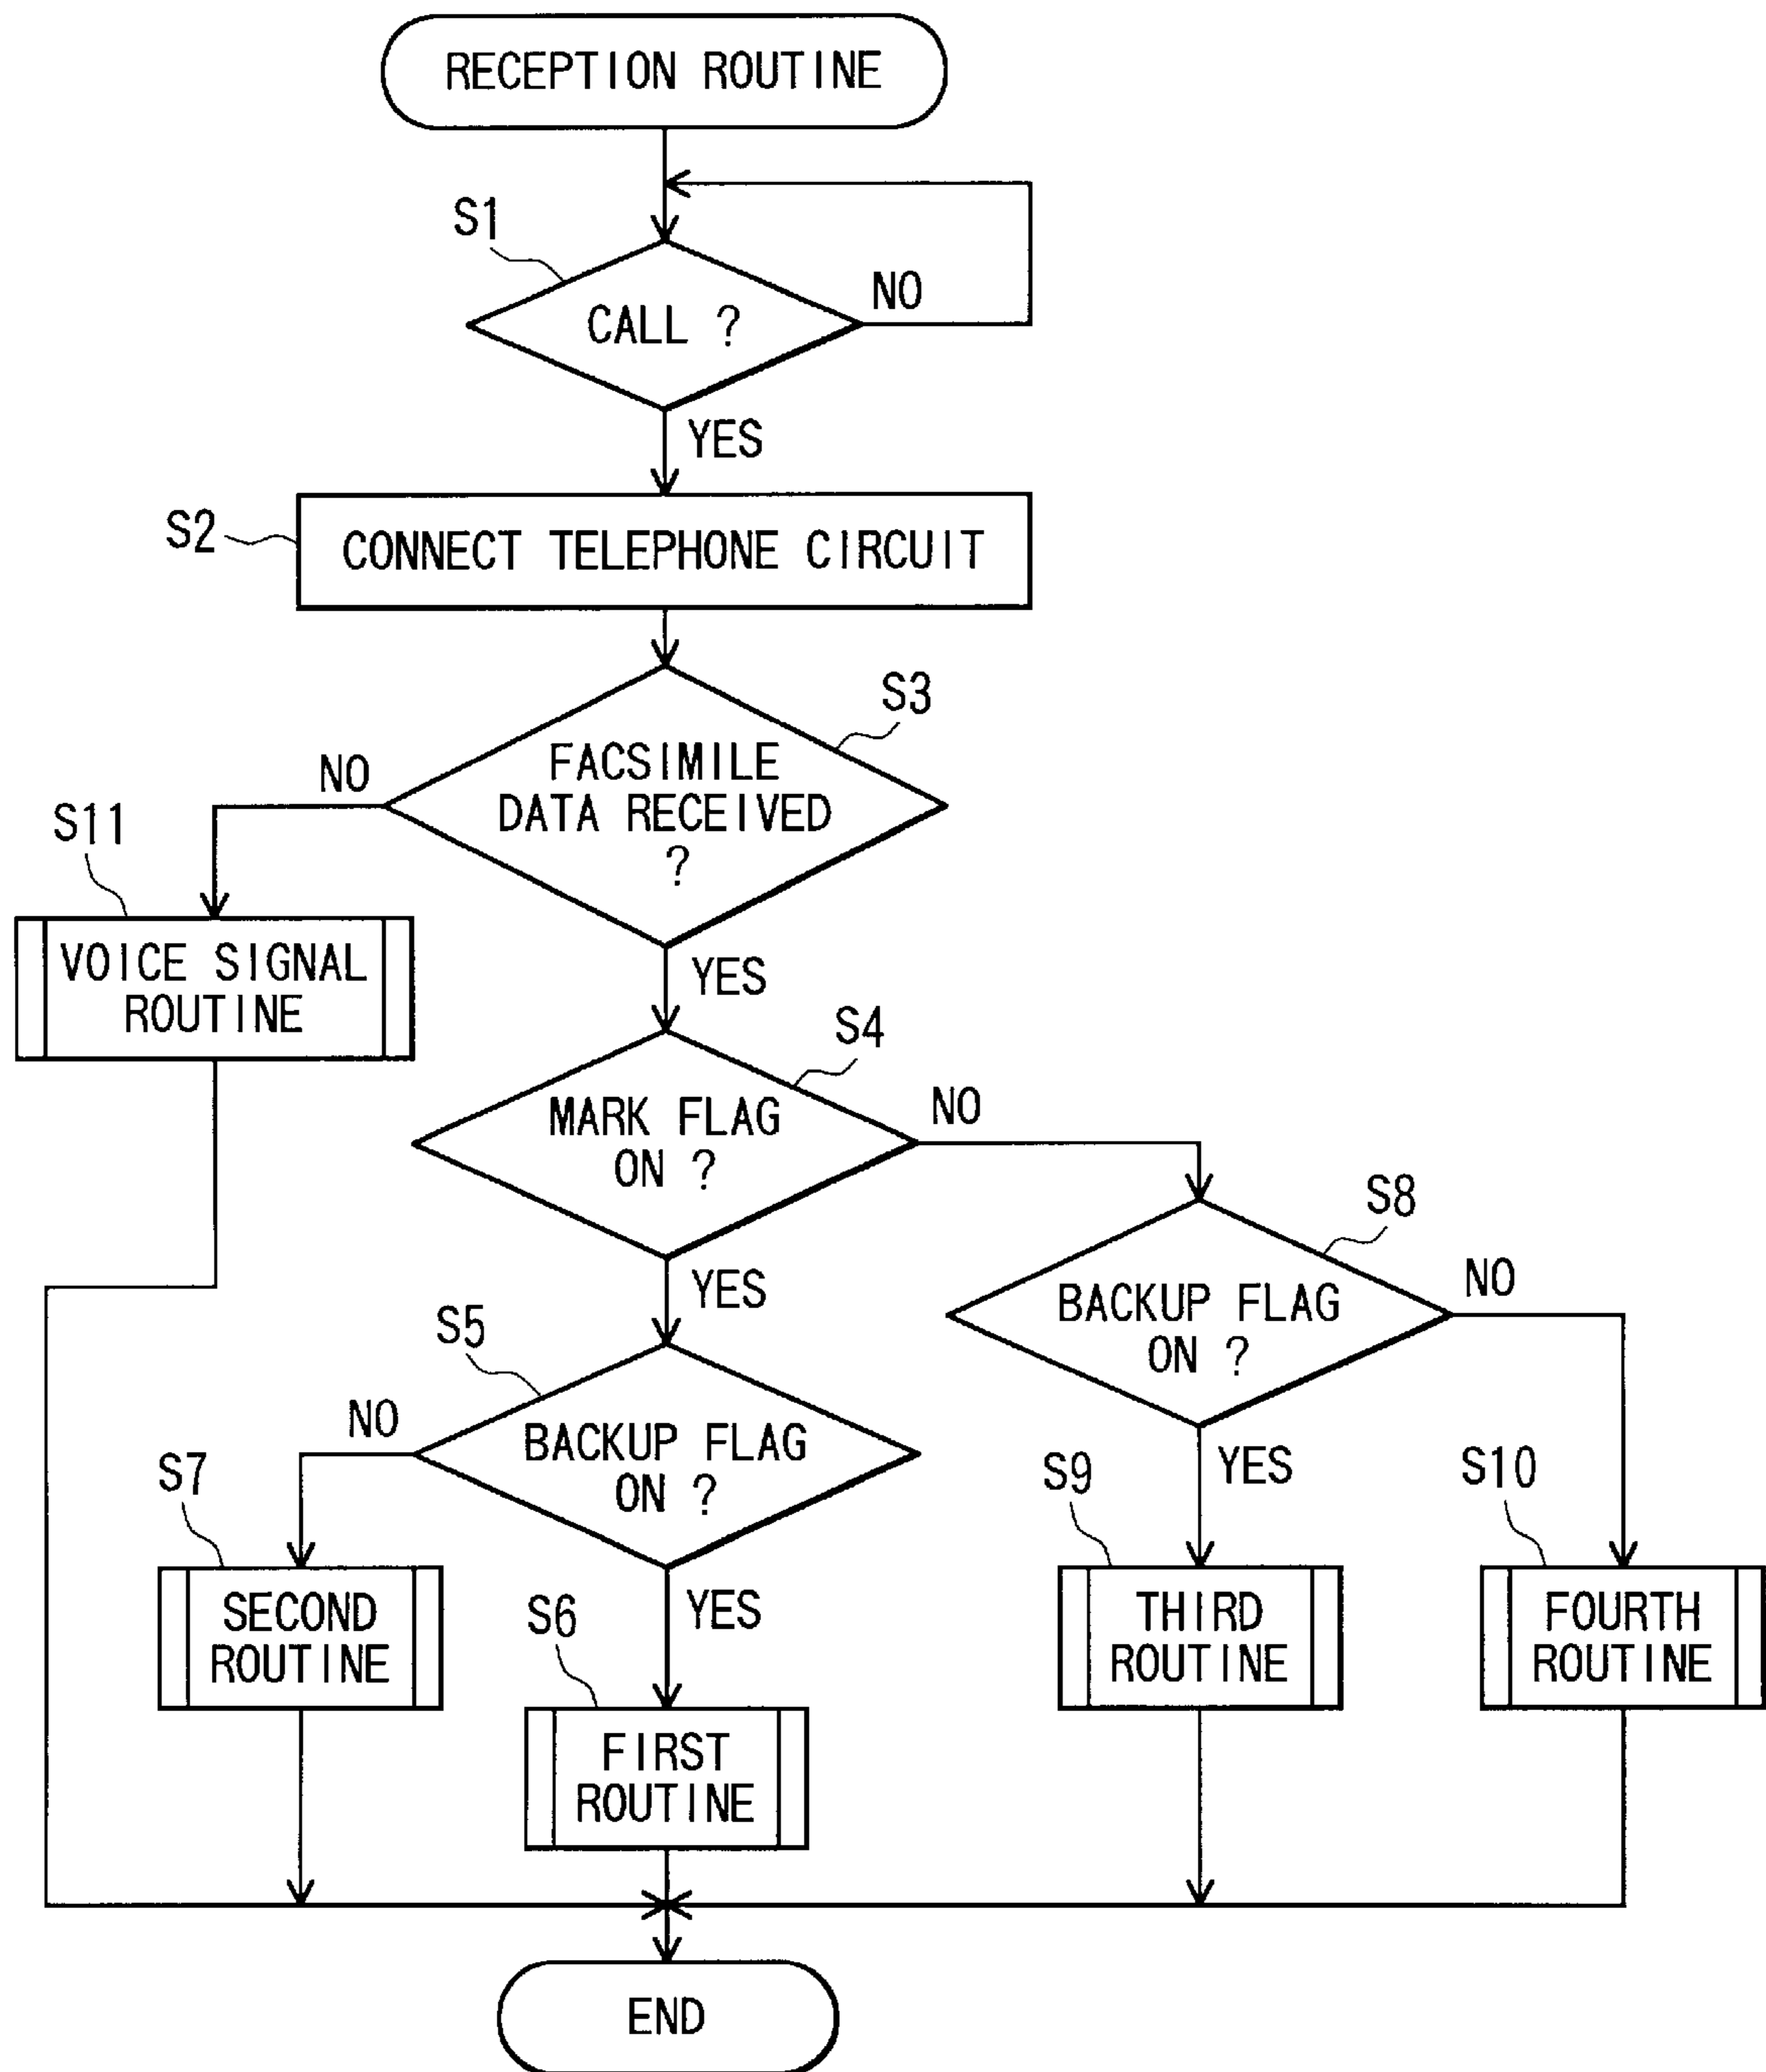 RECEPTION ROUTINE
S1
CALL ?
NO
YES
S2
CONNECT TELEPHONE CIRCUIT
S3
FACSIMILE
DATA RECEIVED
?
NO
YES
S11
VOICE SIGNAL
ROUTINE
S4
MARK FLAG
ON ?
NO
YES
S8
BACKUP FLAG
ON ?
NO
YES
S5
BACKUP FLAG
ON ?
NO
YES
S7
SECOND
ROUTINE
S6
FIRST
ROUTINE
S9
THIRD
ROUTINE
S10
FOURTH
ROUTINE
END